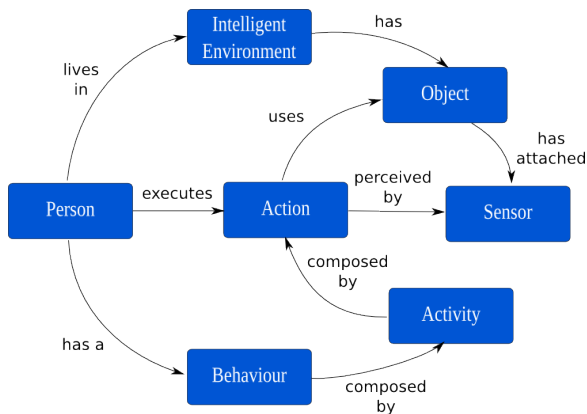 Intelligent
Environment
has
lives
in
Object
uses
has
attached
executes
perceived
by
Person
Action
Sensor
composed
by
Activity
has a
Behaviour
composed
by